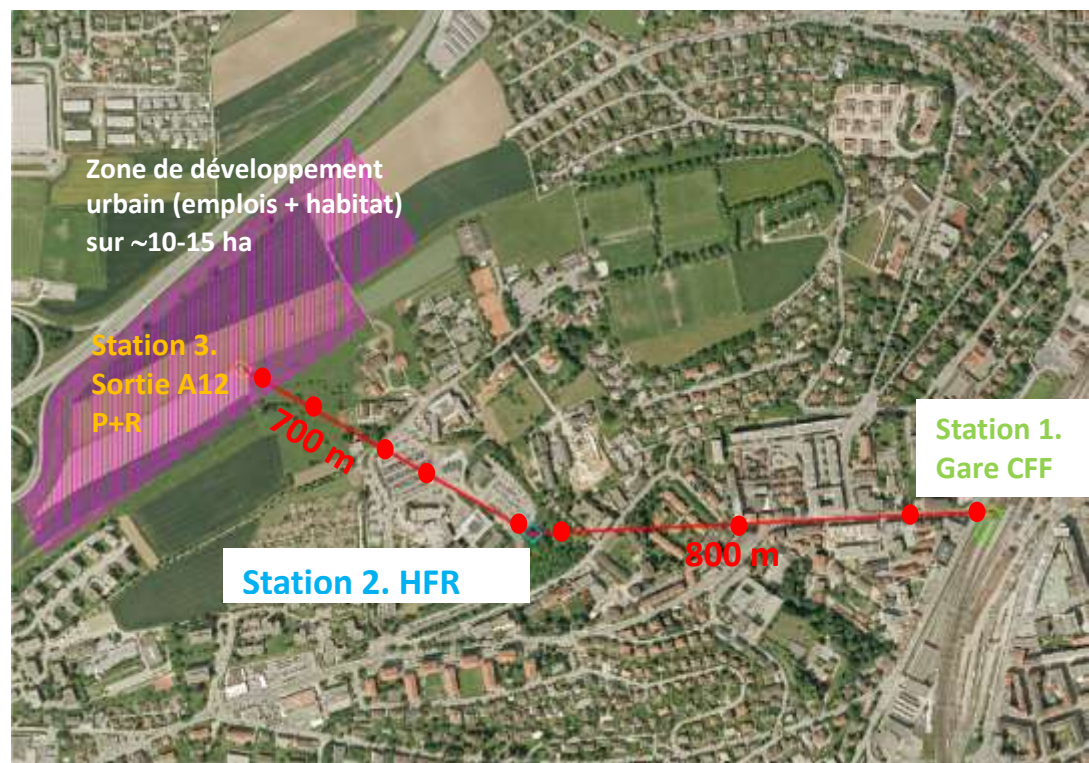 Zone de développement
urbain (emplois + habitat)
sur ~10-15 ha
Station 3.
Sortie A12
P+R
700 m
Station 2. HFR
800 m
Station 1.
Gare CFF